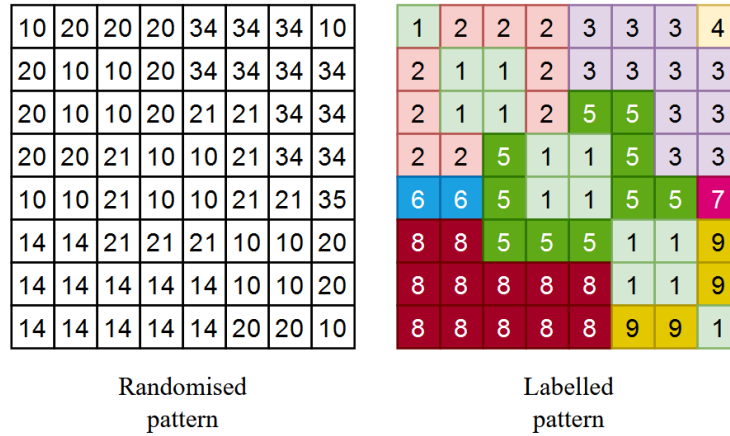 10 20 20 20 34 34 34 10
20 10 10 20 34 34 34 34
20 10 10 20 21 21 34 34
20 20 21 10 10 21 34 34
10 10 21 10 10 21 21 35
14 14 21 21 21 10 10 20
14 14 14 14 14 10 10 20
14 14 14 14 14 20 20 10
Randomised
pattern
1 2 2 2 3 3 3 4
2 1 1 2 3 3 3 3
2 1 1 2 5 5 3 3
2 2 5 1 1 5 3 3
6 6 5 1 1 5 5 7
8 8 5 5 5 1 1 9
8 8 8 8 8 1 1 9
8 8 8 8 8 9 9 1
Labelled
pattern